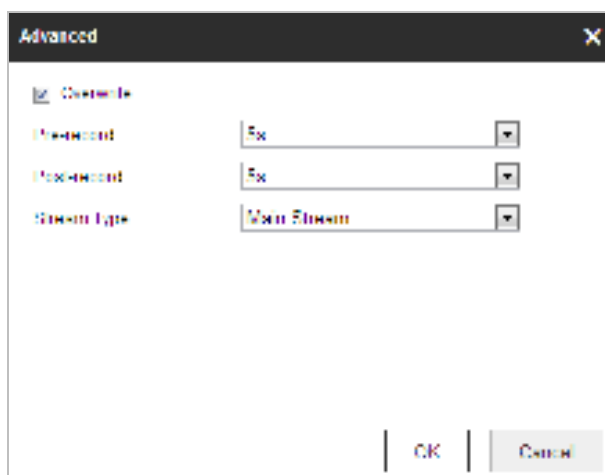 Advanced
Overwrite
Pre-record 5s
Post-record 5s
Stream Type Main Stream
OK Cancel